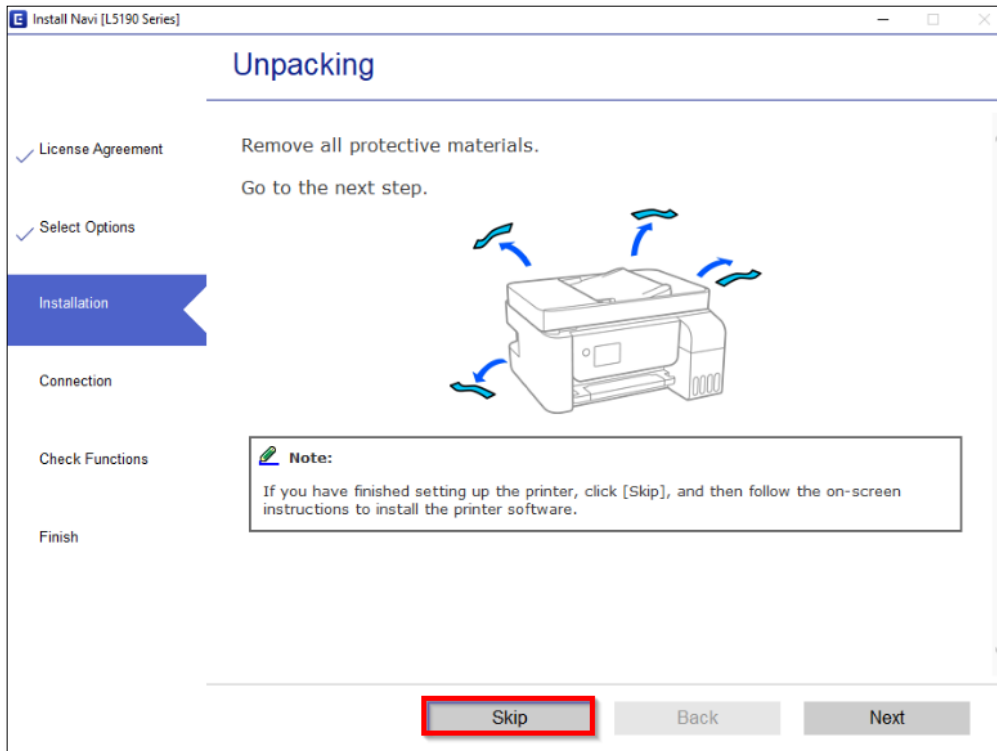 Install Navi [L5190 Series]
Unpacking
License Agreement
Select Options
Installation
Connection
Check Functions
Finish
Remove all protective materials.
Go to the next step.
Note:
If you have finished setting up the printer, click [Skip], and then follow the on-screen
instructions to install the printer software.
Skip
Back
Next